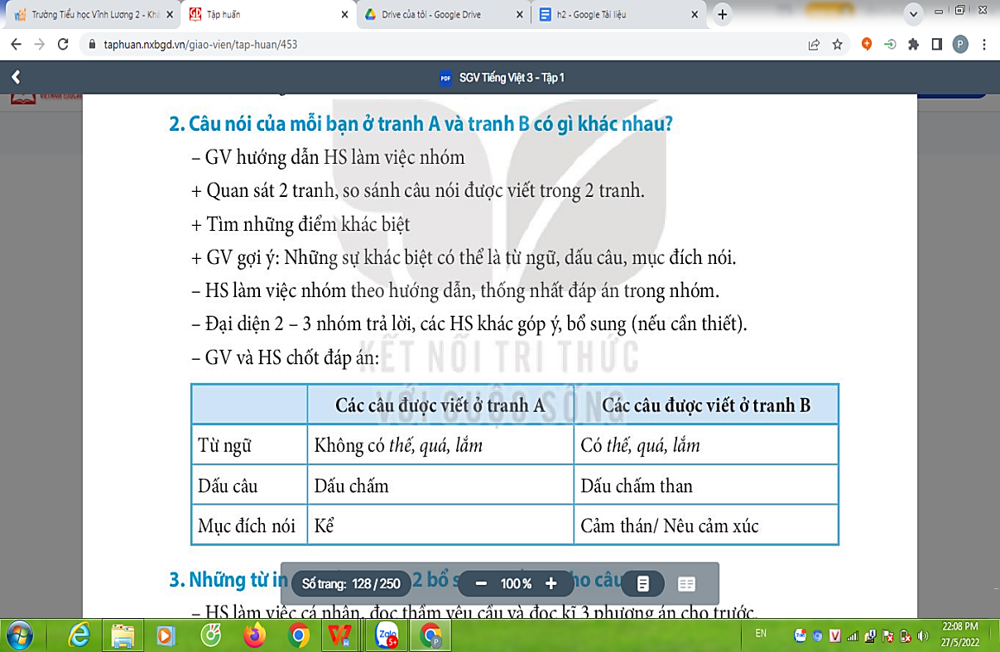 Trường Tiểu học Vĩnh Lương 2 - Khá
Tập huấn
Drive của tôi - Google Drive
h2 - Google Tài liệu
taphuan.nxbgd.vn/giao-vien/tap-huan/453
P
PDF SGV Tiếng Việt 3 - Tập 1
2. Câu nói của mỗi bạn ở tranh A và tranh B có gì khác nhau?
– GV hướng dẫn HS làm việc nhóm
+ Quan sát 2 tranh, so sánh câu nói được viết trong 2 tranh.
+ Tìm những điểm khác biệt
+ GV gợi ý: Những sự khác biệt có thể là từ ngữ, dấu câu, mục đích nói.
– HS làm việc nhóm theo hướng dẫn, thống nhất đáp án trong nhóm.
– Đại diện 2 – 3 nhóm trả lời, các HS khác góp ý, bổ sung (nếu cần thiết).
KẾT NỐI TRI THỨC
– GV và HS chốt đáp án:
VỚI CUỘC SỐNG
Các câu được viết ở tranh A Các câu được viết ở tranh B
Từ ngữ Không có thế, quá, lắm Có thế, quá, lắm
Dấu câu Dấu chấm Dấu chấm than
Mục đích nói Kể Cảm thán/ Nêu cảm xúc
3. Những từ in 2 bổ ho câu
Số trang: 128 / 250 − 100% +
– HS làm việc cá nhân, đọc thầm yêu cầu và đọc kĩ 3 phương án cho trước.
Zalo 5+
P
EN
22:08 PM
27/5/2022